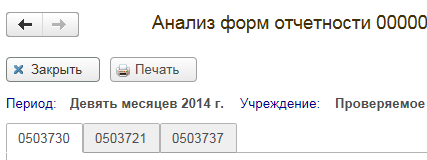 Анализ форм отчетности 00000
Закрыть Печать
Период: Девять месяцев 2014 г. Учреждение: Проверяемое
0503730 0503721 0503737